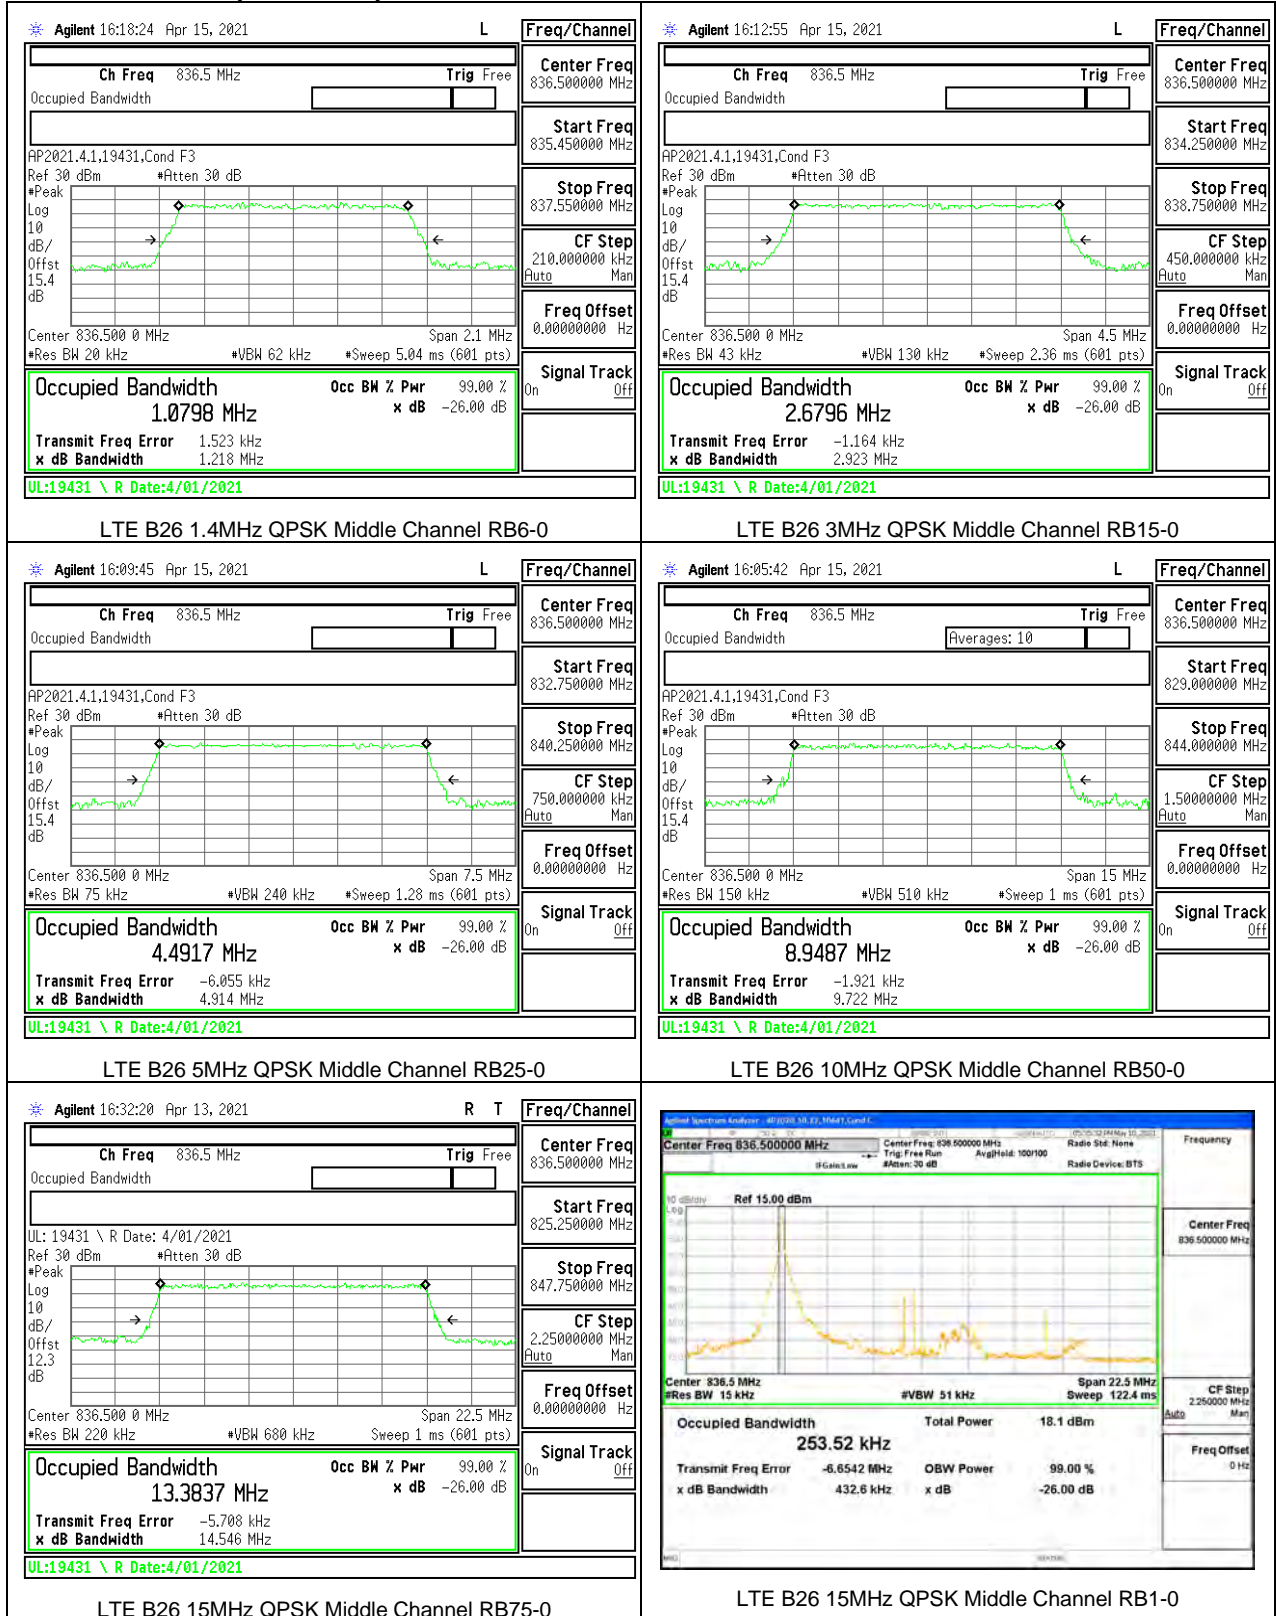 Agilent 16:18:24 Apr 15, 2021 L
Freq/Channel
Ch Freq 836.5 MHz Trig Free
Occupied Bandwidth
Center Freq
836.500000 MHz
Start Freq
835.450000 MHz
Stop Freq
837.550000 MHz
CF Step
210.000000 kHz
Auto Man
Freq Offset
0.00000000 Hz
Signal Track
On Off
AP2021.4.1,19431,Cond F3
Ref 30 dBm #Atten 30 dB
#Peak
Log
10
dB/
Offst
15.4
dB
Center 836.500 0 MHz Span 2.1 MHz
#Res BW 20 kHz #VBW 62 kHz #Sweep 5.04 ms (601 pts)
Occupied Bandwidth Occ BW % Pwr 99.00 %
1.0798 MHz x dB -26.00 dB
Transmit Freq Error 1.523 kHz
x dB Bandwidth 1.218 MHz
UL:19431 \ R Date:4/01/2021
LTE B26 1.4MHz QPSK Middle Channel RB6-0
Agilent 16:12:55 Apr 15, 2021 L
Freq/Channel
Ch Freq 836.5 MHz Trig Free
Occupied Bandwidth
Center Freq
836.500000 MHz
Start Freq
834.250000 MHz
Stop Freq
838.750000 MHz
CF Step
450.000000 kHz
Auto Man
Freq Offset
0.00000000 Hz
Signal Track
On Off
AP2021.4.1,19431,Cond F3
Ref 30 dBm #Atten 30 dB
#Peak
Log
10
dB/
Offst
15.4
dB
Center 836.500 0 MHz Span 4.5 MHz
#Res BW 43 kHz #VBW 130 kHz #Sweep 2.36 ms (601 pts)
Occupied Bandwidth Occ BW % Pwr 99.00 %
2.6796 MHz x dB -26.00 dB
Transmit Freq Error -1.164 kHz
x dB Bandwidth 2.923 MHz
UL:19431 \ R Date:4/01/2021
LTE B26 3MHz QPSK Middle Channel RB15-0
Agilent 16:09:45 Apr 15, 2021 L
Freq/Channel
Ch Freq 836.5 MHz Trig Free
Occupied Bandwidth
Center Freq
836.500000 MHz
Start Freq
832.750000 MHz
Stop Freq
840.250000 MHz
CF Step
750.000000 kHz
Auto Man
Freq Offset
0.00000000 Hz
Signal Track
On Off
AP2021.4.1,19431,Cond F3
Ref 30 dBm #Atten 30 dB
#Peak
Log
10
dB/
Offst
15.4
dB
Center 836.500 0 MHz Span 7.5 MHz
#Res BW 75 kHz #VBW 240 kHz #Sweep 1.28 ms (601 pts)
Occupied Bandwidth Occ BW % Pwr 99.00 %
4.4917 MHz x dB -26.00 dB
Transmit Freq Error -6.055 kHz
x dB Bandwidth 4.914 MHz
UL:19431 \ R Date:4/01/2021
LTE B26 5MHz QPSK Middle Channel RB25-0
Agilent 16:05:42 Apr 15, 2021 L
Freq/Channel
Ch Freq 836.5 MHz Trig Free
Occupied Bandwidth Averages: 10
Center Freq
836.500000 MHz
Start Freq
829.000000 MHz
Stop Freq
844.000000 MHz
CF Step
1.50000000 MHz
Auto Man
Freq Offset
0.00000000 Hz
Signal Track
On Off
AP2021.4.1,19431,Cond F3
Ref 30 dBm #Atten 30 dB
#Peak
Log
10
dB/
Offst
15.4
dB
Center 836.500 0 MHz Span 15 MHz
#Res BW 150 kHz #VBW 510 kHz #Sweep 1 ms (601 pts)
Occupied Bandwidth Occ BW % Pwr 99.00 %
8.9487 MHz x dB -26.00 dB
Transmit Freq Error -1.921 kHz
x dB Bandwidth 9.722 MHz
UL:19431 \ R Date:4/01/2021
LTE B26 10MHz QPSK Middle Channel RB50-0
Agilent 16:32:20 Apr 13, 2021 R T
Freq/Channel
Ch Freq 836.5 MHz Trig Free
Occupied Bandwidth
Center Freq
836.500000 MHz
Start Freq
825.250000 MHz
Stop Freq
847.750000 MHz
CF Step
2.25000000 MHz
Auto Man
Freq Offset
0.00000000 Hz
Signal Track
On Off
UL: 19431 \ R Date: 4/01/2021
Ref 30 dBm #Atten 30 dB
#Peak
Log
10
dB/
Offst
12.3
dB
Center 836.500 0 MHz Span 22.5 MHz
#Res BW 220 kHz #VBW 680 kHz Sweep 1 ms (601 pts)
Occupied Bandwidth Occ BW % Pwr 99.00 %
13.3837 MHz x dB -26.00 dB
Transmit Freq Error -5.708 kHz
x dB Bandwidth 14.546 MHz
UL:19431 \ R Date:4/01/2021
LTE B26 15MHz QPSK Middle Channel RB75-0
Agilent Spectrum Analyzer
Center Freq 836.500000 MHz
Center Freq: 836.500000 MHz
Trig: Free Run Avg|Hold: 100/100
IFGain:Low #Atten: 30 dB
Radio Std: None
Radio Device: BTS
Frequency
10 dB/div Ref 15.00 dBm
Log
Center Freq
836.500000 MHz
Center 836.5 MHz Span 22.5 MHz
#Res BW 15 kHz #VBW 51 kHz Sweep 122.4 ms
CF Step
2.250000 MHz
Auto Man
Freq Offset
0 Hz
Occupied Bandwidth Total Power 18.1 dBm
253.52 kHz
Transmit Freq Error -6.6542 MHz OBW Power 99.00 %
x dB Bandwidth 432.6 kHz x dB -26.00 dB
MSG
STATUS
LTE B26 15MHz QPSK Middle Channel RB1-0